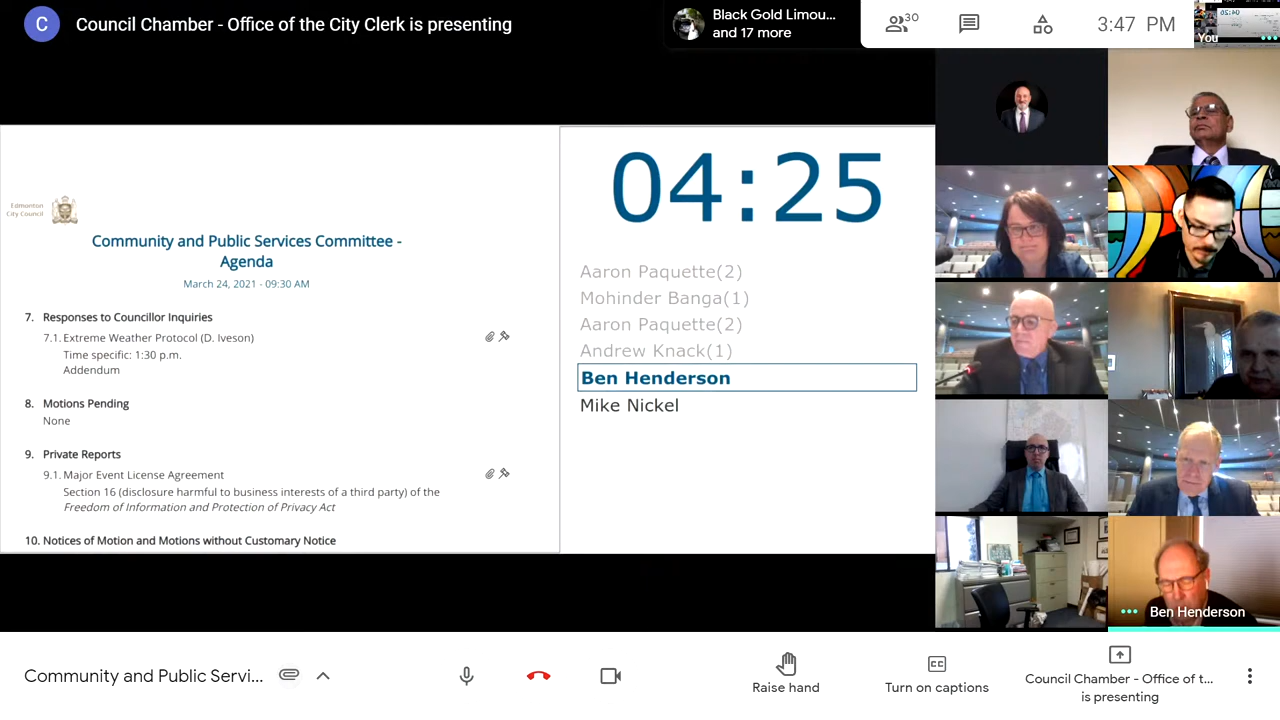 C
Council Chamber - Office of the City Clerk is presenting
Black Gold Limou...
and 17 more
30
3:47 PM
You
Edmonton
City Council
Community and Public Services Committee -
Agenda
March 24, 2021 - 09:30 AM
7. Responses to Councillor Inquiries
7.1. Extreme Weather Protocol (D. Iveson)
Time specific: 1:30 p.m.
Addendum
8. Motions Pending
None
9. Private Reports
9.1. Major Event License Agreement
Section 16 (disclosure harmful to business interests of a third party) of the
Freedom of Information and Protection of Privacy Act
10. Notices of Motion and Motions without Customary Notice
04:25
Aaron Paquette(2)
Mohinder Banga(1)
Aaron Paquette(2)
Andrew Knack(1)
Ben Henderson
Mike Nickel
Ben Henderson
Community and Public Servi...
Raise hand
CC
Turn on captions
Council Chamber - Office of t...
is presenting